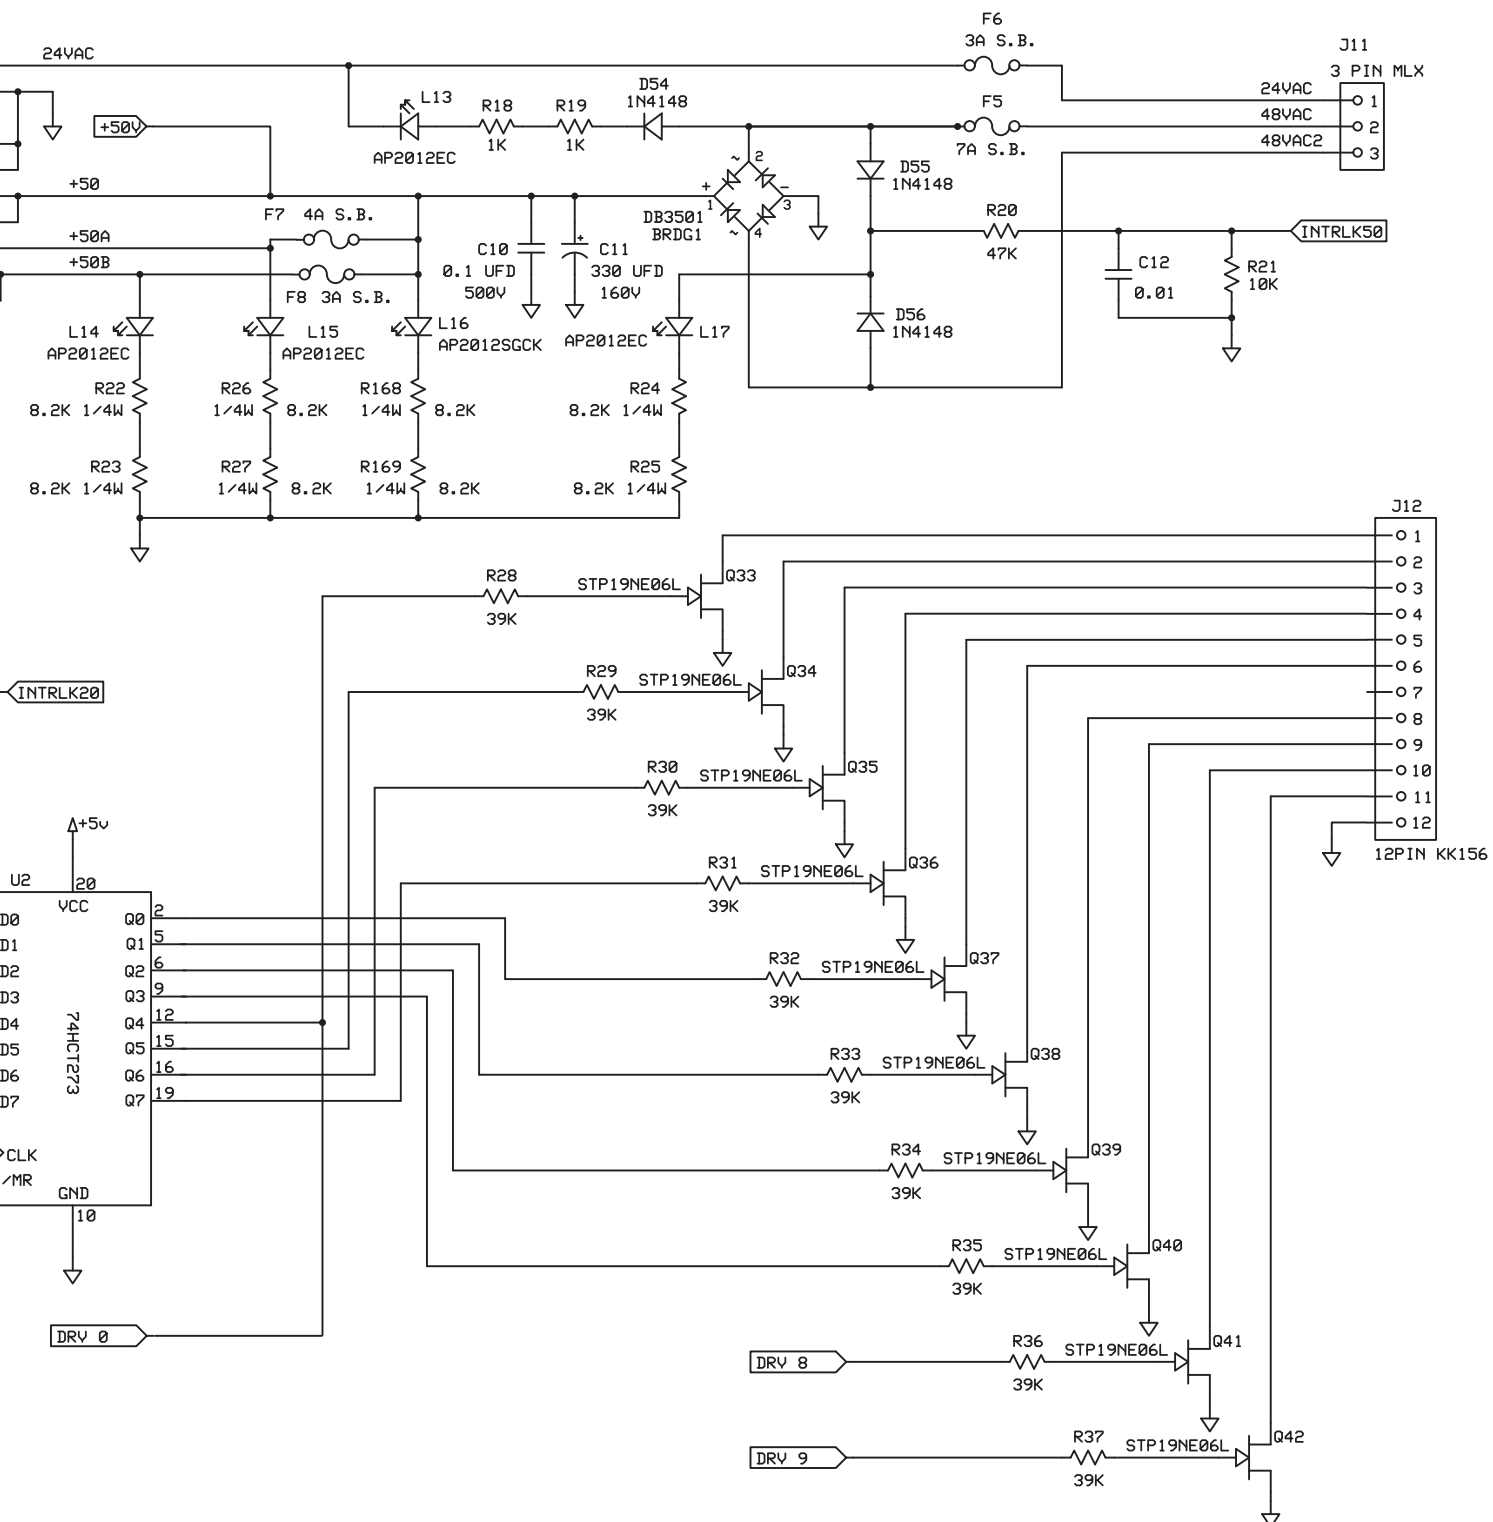 F6
3A S.B.
J11
3 PIN MLX
24VAC
L13
D54
1N4148
R18
1K
R19
1K
AP2012EC
F5
7A S.B.
24VAC
48VAC
48VAC2
1
2
3
+50V
+50
F7 4A S.B.
+50A
+50B
F8 3A S.B.
C10
0.1 UFD
500V
+
C11
330 UFD
160V
DB3501
BRDG1
+
1
~
2
-
3
~
4
D55
1N4148
R20
47K
INTRLK50
C12
0.01
R21
10K
D56
1N4148
L14
AP2012EC
L15
AP2012EC
L16
AP2012SGCK
AP2012EC
L17
R22
8.2K 1/4W
R26
1/4W 8.2K
R168
1/4W 8.2K
R24
8.2K 1/4W
R23
8.2K 1/4W
R27
1/4W 8.2K
R169
1/4W 8.2K
R25
8.2K 1/4W
J12
1
2
3
4
5
6
7
8
9
10
11
12
12PIN KK156
R28
39K
STP19NE06L
Q33
R29
39K
STP19NE06L
Q34
INTRLK20
R30
39K
STP19NE06L
Q35
R31
39K
STP19NE06L
Q36
R32
39K
STP19NE06L
Q37
R33
39K
STP19NE06L
Q38
R34
39K
STP19NE06L
Q39
R35
39K
STP19NE06L
Q40
R36
39K
STP19NE06L
Q41
R37
39K
STP19NE06L
Q42
+5v
U2
20
VCC
D0 Q0 2
D1 Q1 5
D2 Q2 6
D3 Q3 9
D4 Q4 12
D5 Q5 15
D6 Q6 16
D7 Q7 19
74HCT273
CLK
/MR
GND
10
DRV 0
DRV 8
DRV 9